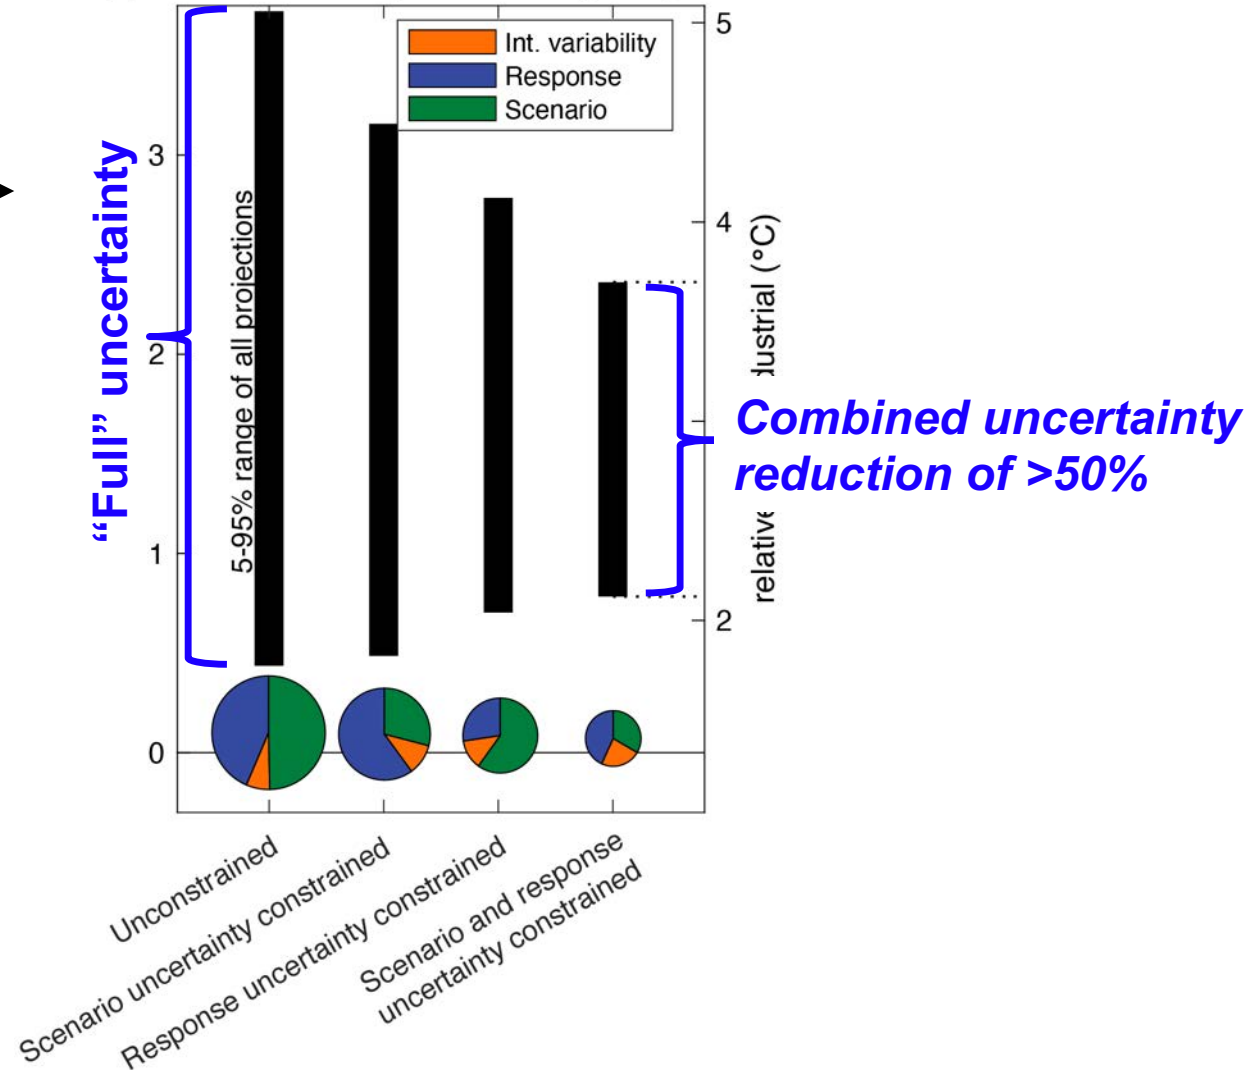 “Full” uncertainty
3
2
1
0
5-95% range of all projections
Int. variability
Response
Scenario
5
4
2
relative
(°C)
Combined uncertainty
reduction of >50%
Unconstrained
Scenario uncertainty constrained
Response uncertainty constrained
Scenario and response
uncertainty constrained